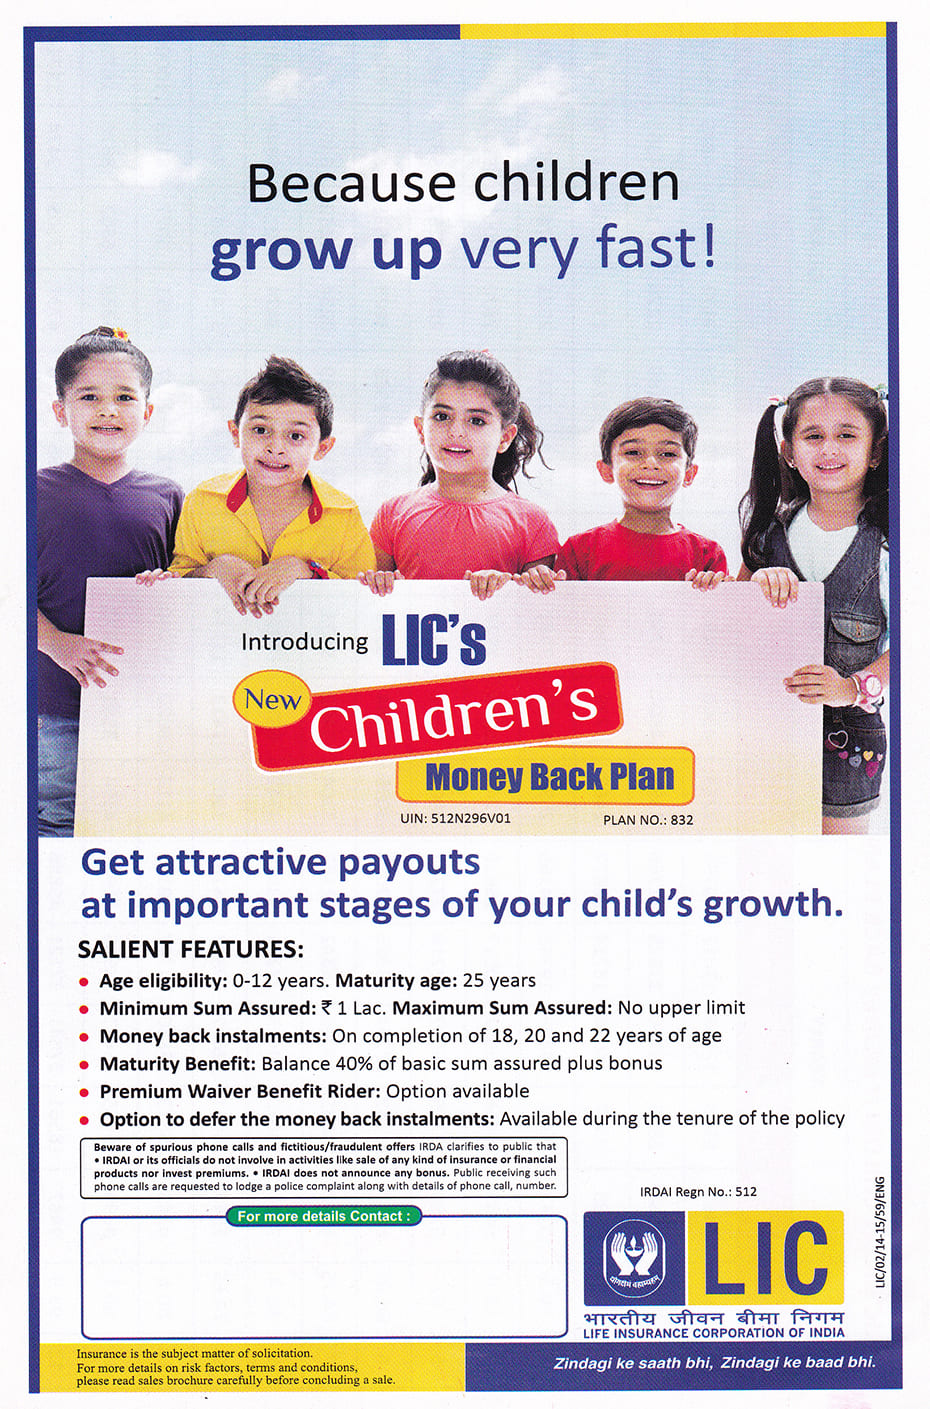 Because children
grow up very fast!
Introducing LIC's
New Children's
Money Back Plan
UIN: 512N296V01 PLAN NO.: 832
Get attractive payouts
at important stages of your child's growth.
SALIENT FEATURES:
• Age eligibility: 0-12 years. Maturity age: 25 years
• Minimum Sum Assured: ₹ 1 Lac. Maximum Sum Assured: No upper limit
• Money back instalments: On completion of 18, 20 and 22 years of age
• Maturity Benefit: Balance 40% of basic sum assured plus bonus
• Premium Waiver Benefit Rider: Option available
• Option to defer the money back instalments: Available during the tenure of the policy
Beware of spurious phone calls and fictitious/fraudulent offers IRDA clarifies to public that
• IRDAI or its officials do not involve in activities like sale of any kind of insurance or financial
products nor invest premiums. • IRDAI does not announce any bonus. Public receiving such
phone calls are requested to lodge a police complaint along with details of phone call, number.
For more details Contact :
IRDAI Regn No.: 512
योगक्षेमं वहाम्यहम्
LIC
भारतीय जीवन बीमा निगम
LIFE INSURANCE CORPORATION OF INDIA
LIC/02/14-15/59/ENG
Insurance is the subject matter of solicitation.
For more details on risk factors, terms and conditions,
please read sales brochure carefully before concluding a sale.
Zindagi ke saath bhi, Zindagi ke baad bhi.